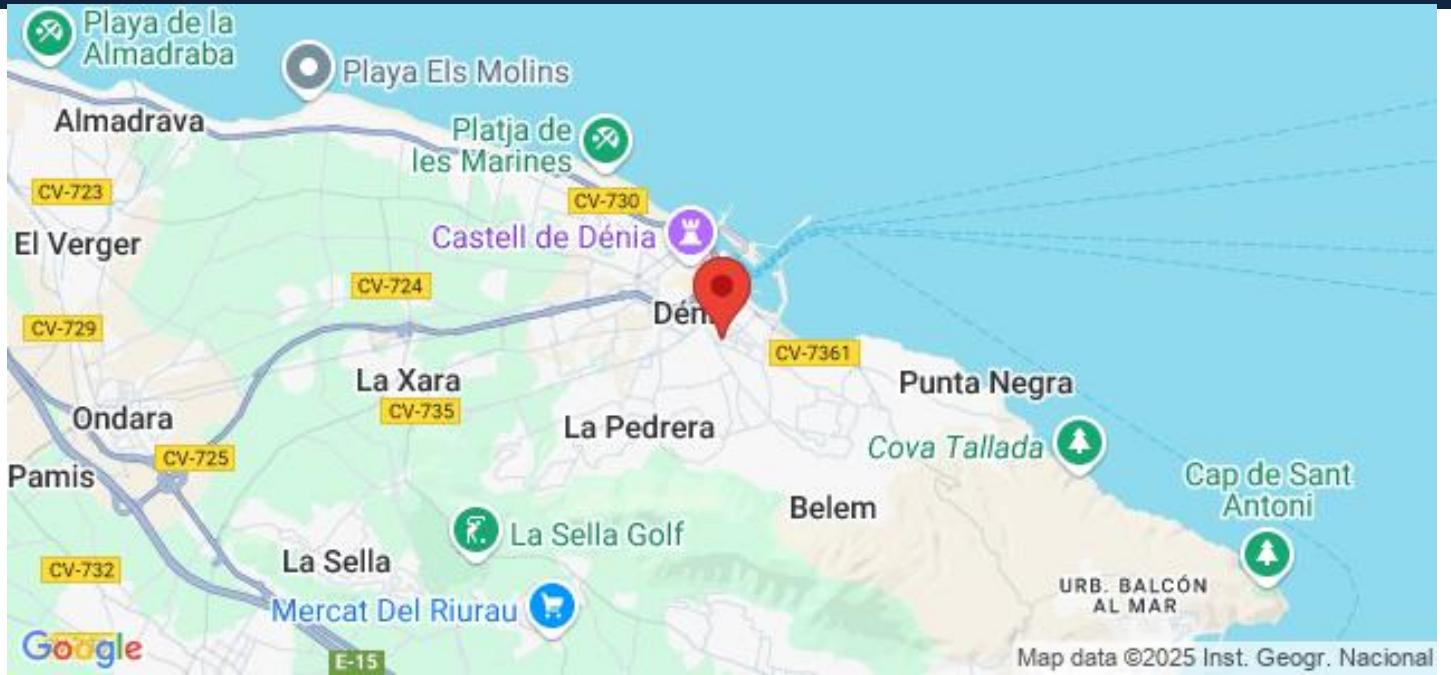 Playa de la
Almadraba
Playa Els Molins
Almadrava
Platja de
les Marines
CV-723
CV-730
El Verger
Castell de Dénia
CV-724
CV-729
CV-7361
La Xara
CV-735
Punta Negra
Ondara
La Pedrera
Cova Tallada
CV-725
Pamis
Cap de Sant
Antoni
Belem
La Sella Golf
La Sella
CV-732
URB. BALCÓN
AL MAR
Mercat Del Riurau
Google
E-15
Map data ©2025 Inst. Geogr. Nacional